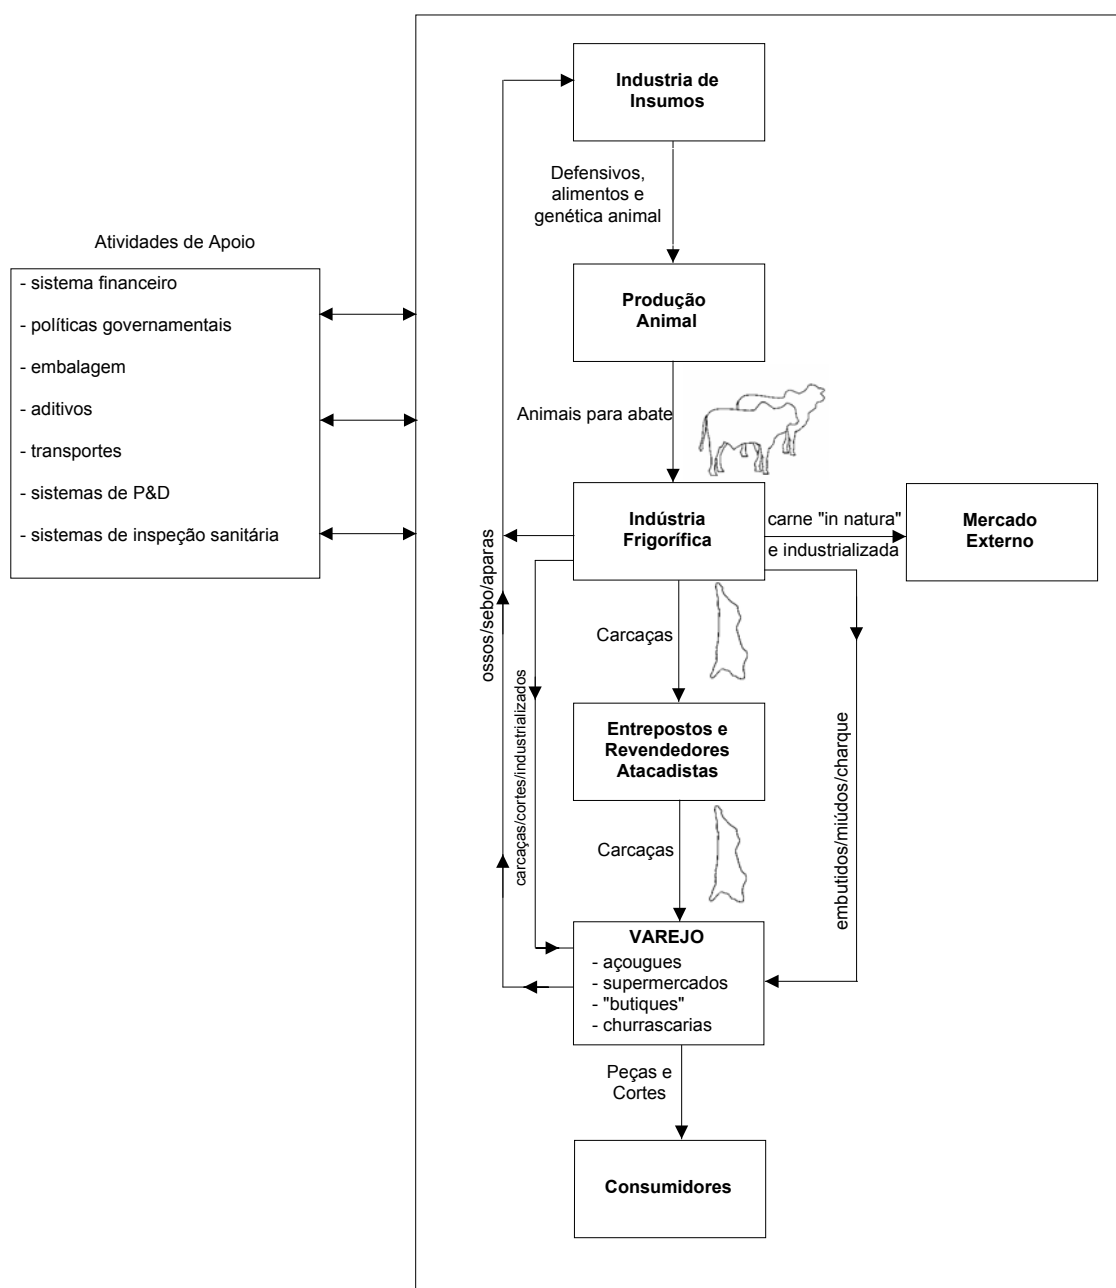 Industria de
Insumos
Defensivos,
alimentos e
genética animal
Atividades de Apoio
- sistema financeiro
- políticas governamentais
- embalagem
- aditivos
- transportes
- sistemas de P&D
- sistemas de inspeção sanitária
Produção
Animal
Animais para abate
Indústria
Frigorífica
carne "in natura"
e industrializada
Mercado
Externo
ossos/sebo/aparas
carcaças/cortes/industrializados
Carcaças
embutidos/miúdos/charque
Entrepostos e
Revendedores
Atacadistas
Carcaças
VAREJO
- açougues
- supermercados
- "butiques"
- churrascarias
Peças e
Cortes
Consumidores